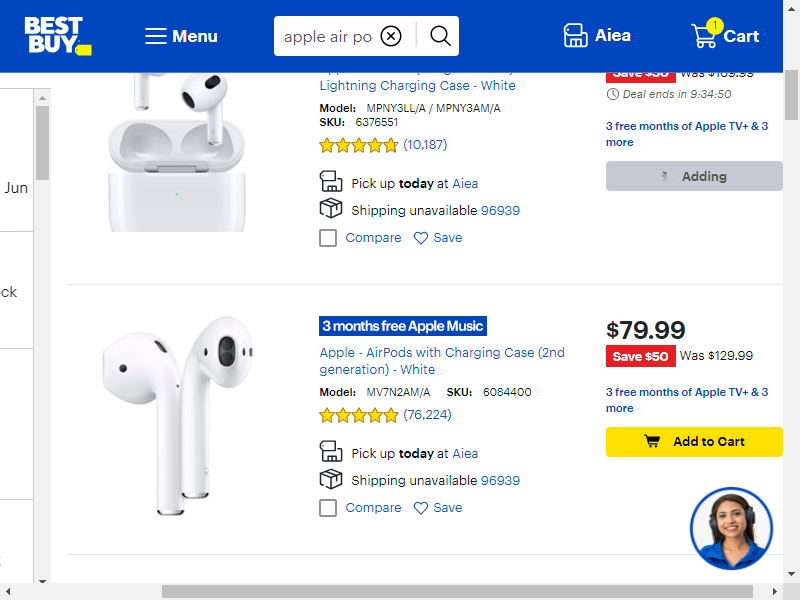 BEST BUY
Menu
apple air po
Aiea
1
Cart
Jun
ck
Lightning Charging Case - White
Model: MPNY3LL/A / MPNY3AM/A
SKU: 6376551
(10,187)
Pick up today at Aiea
Shipping unavailable 96939
Compare
Save
Save $30 Was $169.99
Deal ends in 9:34:50
3 free months of Apple TV+ & 3
more
Adding
3 months free Apple Music
Apple - AirPods with Charging Case (2nd
generation) - White
Model: MV7N2AM/A SKU: 6084400
(76,224)
Pick up today at Aiea
Shipping unavailable 96939
Compare
Save
$79.99
Save $50 Was $129.99
3 free months of Apple TV+ & 3
more
Add to Cart